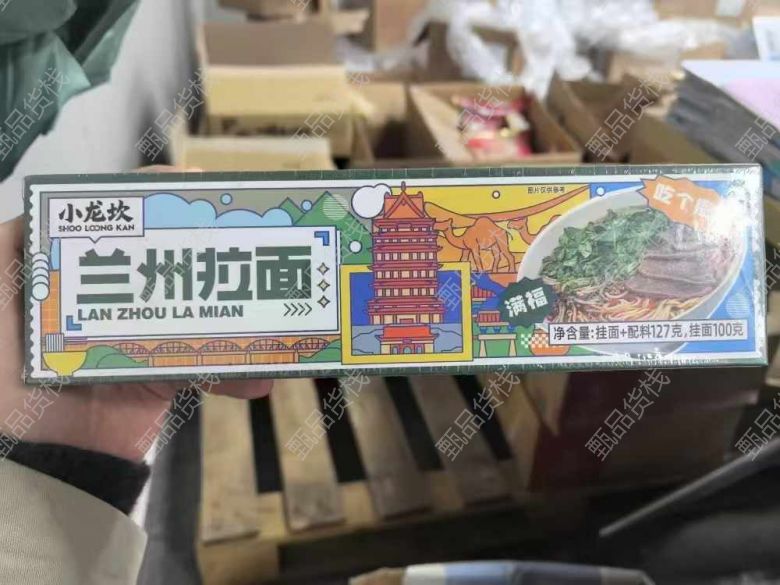 图片仅供参考
小龙坎
SHOO LOONG KAN
兰州拉面
LAN ZHOU LA MIAN
吃个
满福
净含量:挂面+配料127克,挂面100克
甄品货栈